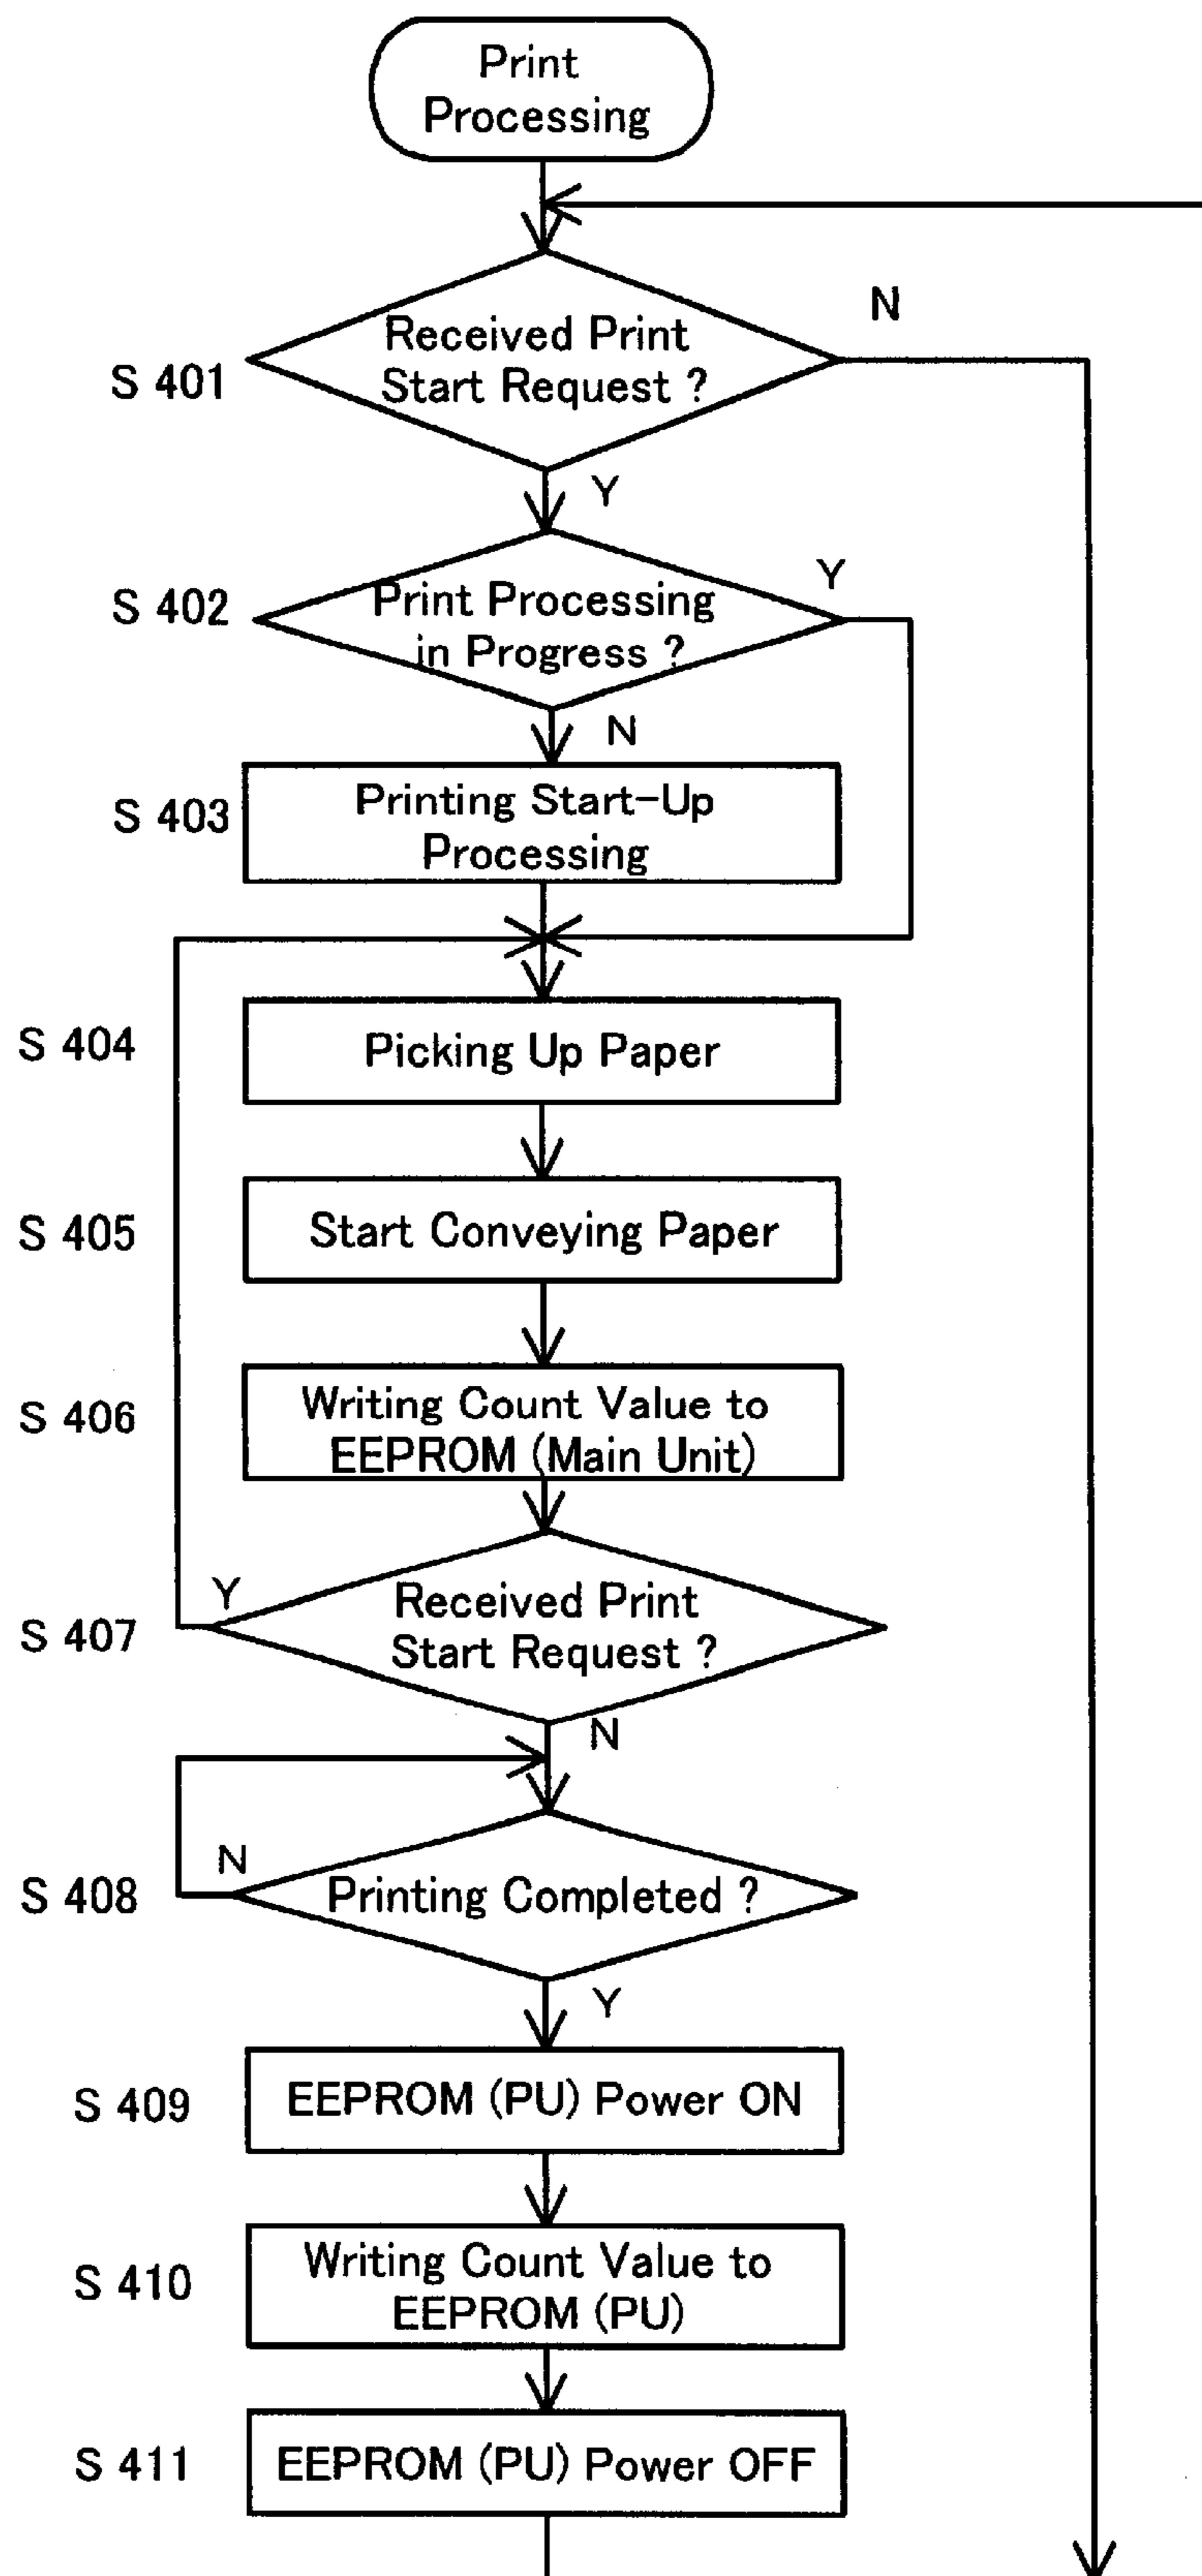 Print
Processing
N
Received Print
S 401
Start Request ?
Y
Y
S 402
Print Processing
in Progress ?
N
S 403
Printing Start-Up
Processing
S 404
Picking Up Paper
S 405
Start Conveying Paper
S 406
Writing Count Value to
EEPROM (Main Unit)
Y
Received Print
S 407
Start Request ?
N
N
S 408
Printing Completed ?
Y
S 409
EEPROM (PU) Power ON
S 410
Writing Count Value to
EEPROM (PU)
S 411
EEPROM (PU) Power OFF